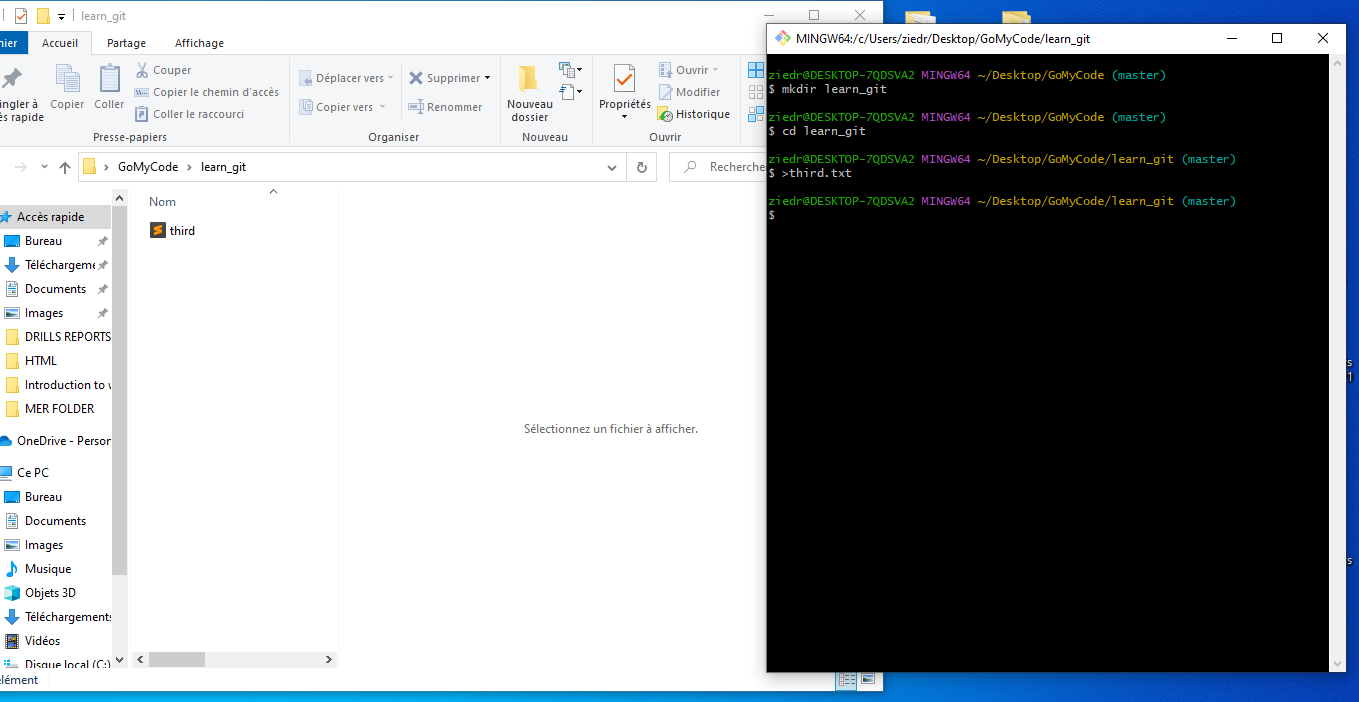 learn_git
hier
Accueil
Partage
Affichage
Copier
Coller
Couper
Copier le chemin d'accès
Coller le raccourci
Presse-papiers
Déplacer vers
Copier vers
Supprimer
Renommer
Organiser
Nouveau
dossier
Nouveau
Propriétés
Ouvrir
Modifier
Historique
Ouvrir
ingler à
ès rapide
GoMyCode > learn_git
Recherche
Nom
third
Accès rapide
Bureau
Téléchargeme
Documents
Images
DRILLS REPORTS
HTML
Introduction to w
MER FOLDER
OneDrive - Person
Ce PC
Bureau
Documents
Images
Musique
Objets 3D
Téléchargements
Vidéos
Disque local (C:)
élément
Sélectionnez un fichier à afficher.
MINGW64:/c/Users/ziedr/Desktop/GoMyCode/learn_git
ziedr@DESKTOP-7QDSVA2 MINGW64 ~/Desktop/GoMyCode (master)
$ mkdir learn_git
ziedr@DESKTOP-7QDSVA2 MINGW64 ~/Desktop/GoMyCode (master)
$ cd learn_git
ziedr@DESKTOP-7QDSVA2 MINGW64 ~/Desktop/GoMyCode/learn_git (master)
$ >third.txt
ziedr@DESKTOP-7QDSVA2 MINGW64 ~/Desktop/GoMyCode/learn_git (master)
$